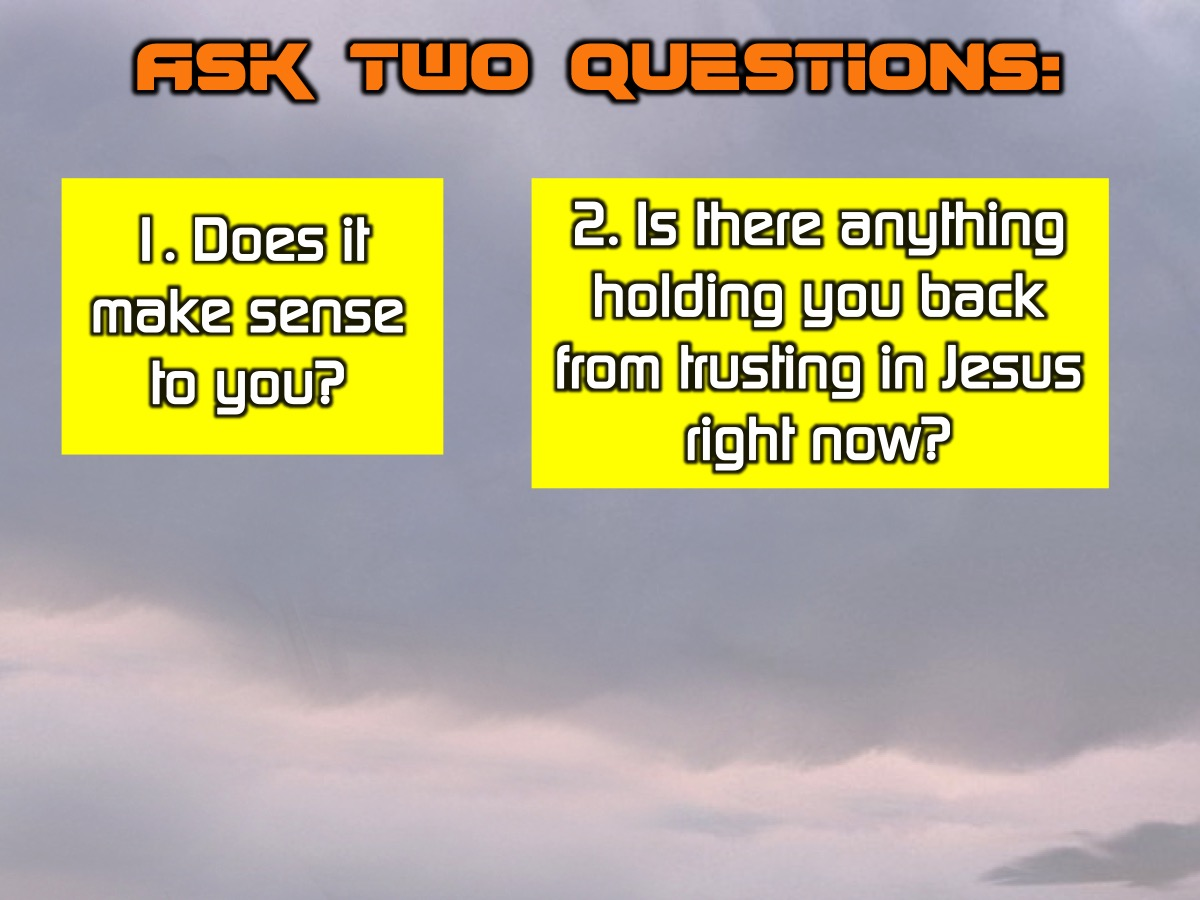 ASK TWO QUESTIONS:
1. Does it
make sense
to you?
2. Is there anything
holding you back
from trusting in Jesus
right now?